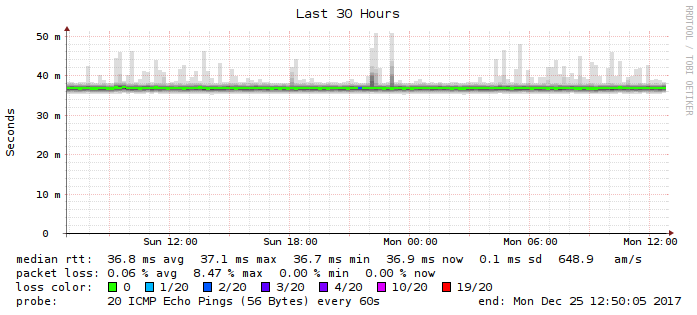 Last 30 Hours
RRDTOOL / TOBI OETIKER
Seconds
50 m
40 m
30 m
20 m
10 m
0
Sun 12:00 Sun 18:00 Mon 00:00 Mon 06:00 Mon 12:00
median rtt: 36.8 ms avg 37.1 ms max 36.7 ms min 36.9 ms now 0.1 ms sd 648.9 am/s
packet loss: 0.06 % avg 8.47 % max 0.00 % min 0.00 % now
loss color: 0 1/20 2/20 3/20 4/20 10/20 19/20
probe: 20 ICMP Echo Pings (56 Bytes) every 60s end: Mon Dec 25 12:50:05 2017